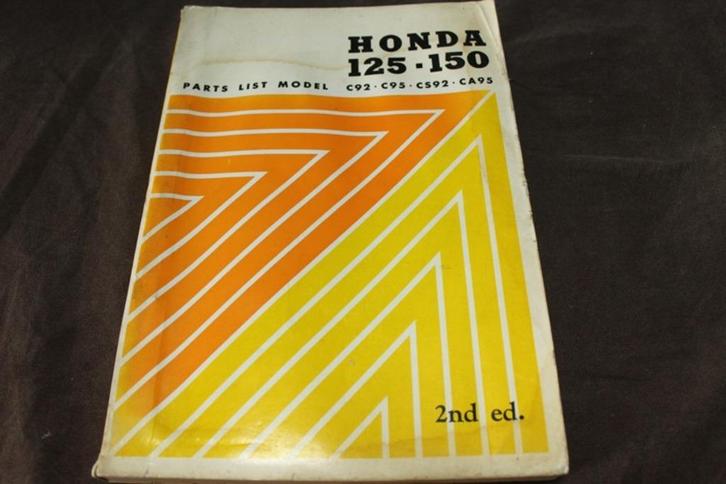 HONDA
125·150
PARTS LIST MODEL C92·C95·CS92·CA95
2nd ed.